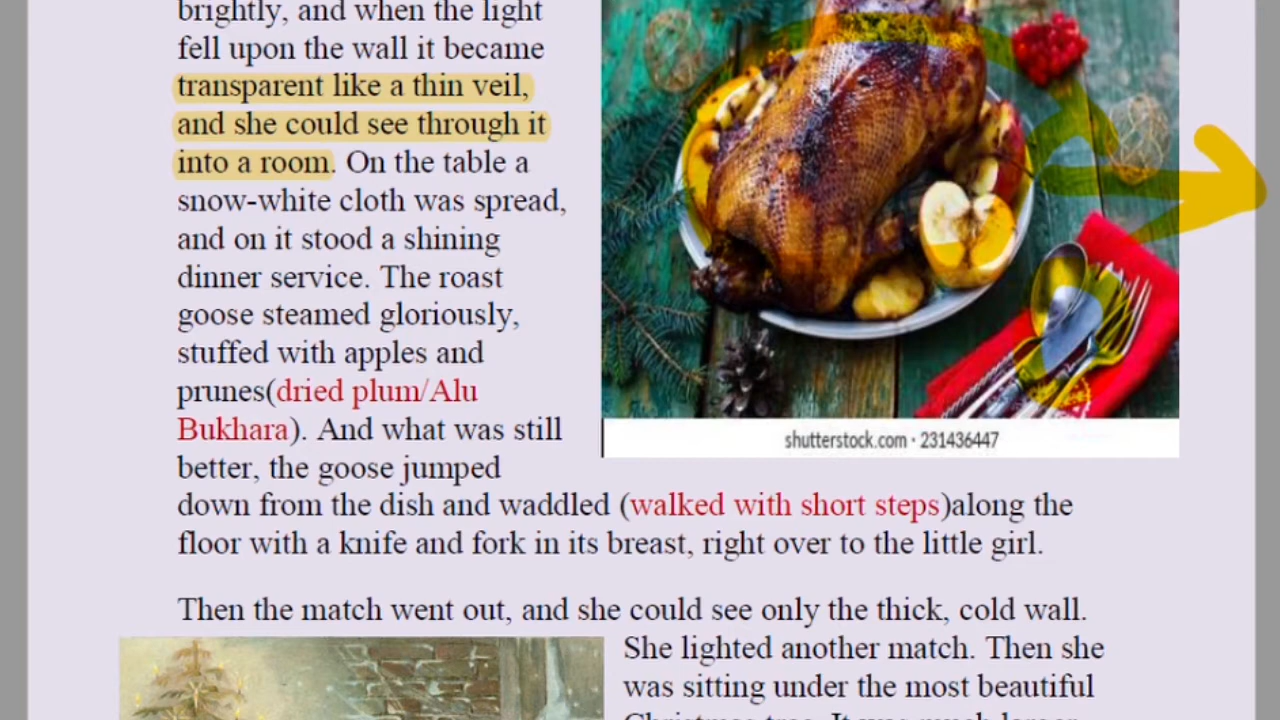 brightly, and when the light
fell upon the wall it became
transparent like a thin veil,
and she could see through it
into a room. On the table a
snow-white cloth was spread,
and on it stood a shining
dinner service. The roast
goose steamed gloriously,
stuffed with apples and
prunes(dried plum/Alu
Bukhara). And what was still
better, the goose jumped
down from the dish and waddled (walked with short steps)along the
floor with a knife and fork in its breast, right over to the little girl.
shutterstock.com · 231436447
Then the match went out, and she could see only the thick, cold wall.
She lighted another match. Then she
was sitting under the most beautiful
Christmas tree. It was much larger